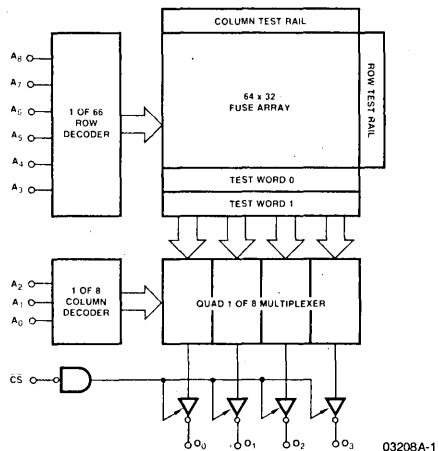 COLUMN TEST RAIL
A8
A7
A6
A5
A4
A3
1 OF 66
ROW
DECODER
64 x 32
FUSE ARRAY
ROW TEST RAIL
TEST WORD 0
TEST WORD 1
A2
A1
A0
1 OF 8
COLUMN
DECODER
QUAD 1 OF 8 MULTIPLEXER
CS
O0
O1
O2
O3
03208A-1